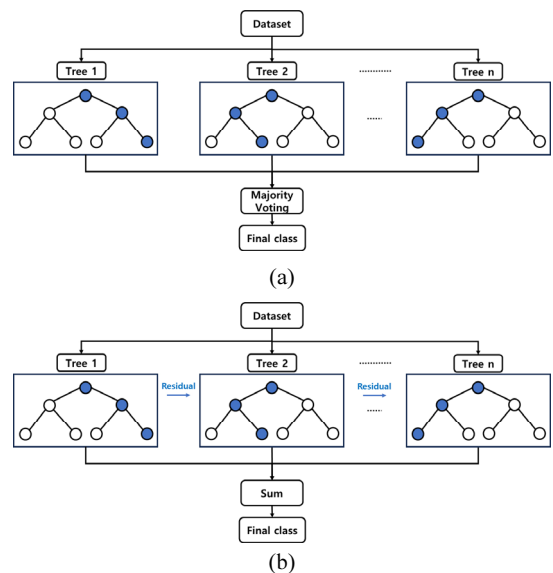 Dataset
Tree 1
Tree 2
............
Tree n
......
Majority
Voting
Final class
(a)
Dataset
Tree 1
Tree 2
............
Tree n
Residual
Residual
......
Sum
Final class
(b)